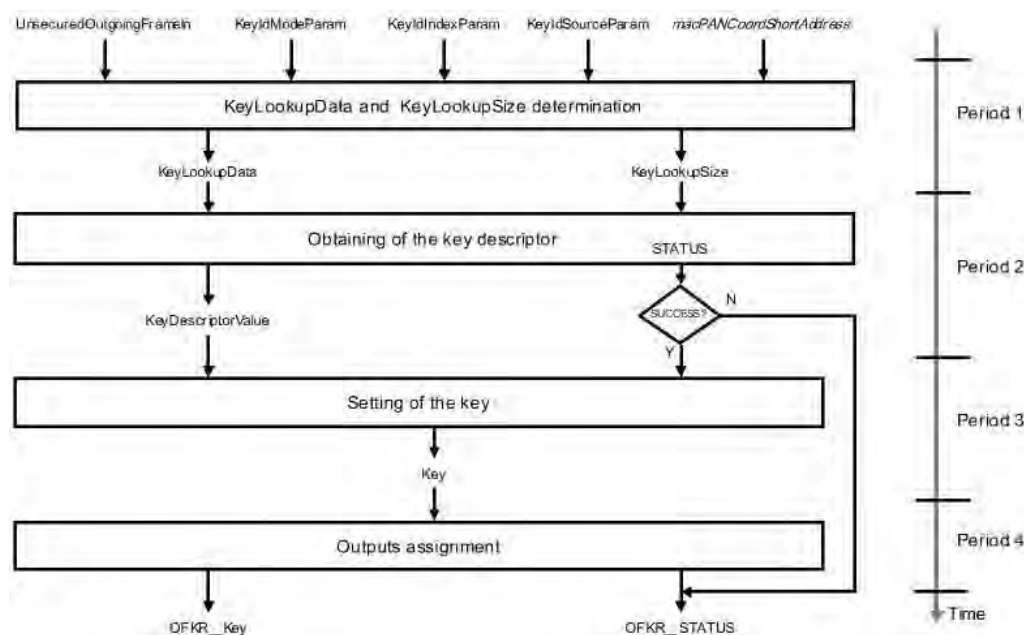 UnsecuredOutgoingFrameIn KeyIdModeParam KeyIdIndexParam KeyIdSourceParam macPANCoordShortAddress
KeyLookupData and KeyLookupSize determination
Period 1
KeyLookupData KeyLookupSize
Obtaining of the key descriptor
STATUS
Period 2
N
SUCCESS?
KeyDescriptorValue
Y
Setting of the key
Period 3
Key
Outputs assignment
Period 4
Time
OFKR_Key OFKR_STATUS